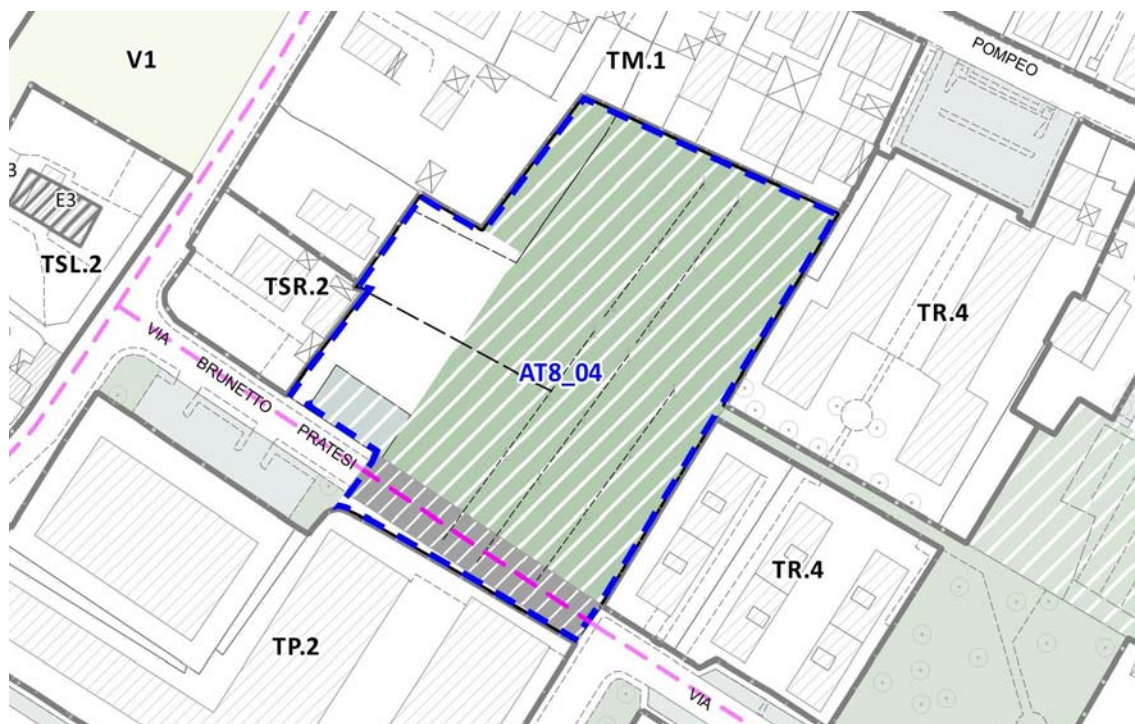 V1
TM.1
POMPEO
E3
TSL.2
TSR.2
TR.4
AT8_04
VIA
BRUNETTO
PRATESI
TR.4
TP.2
VIA